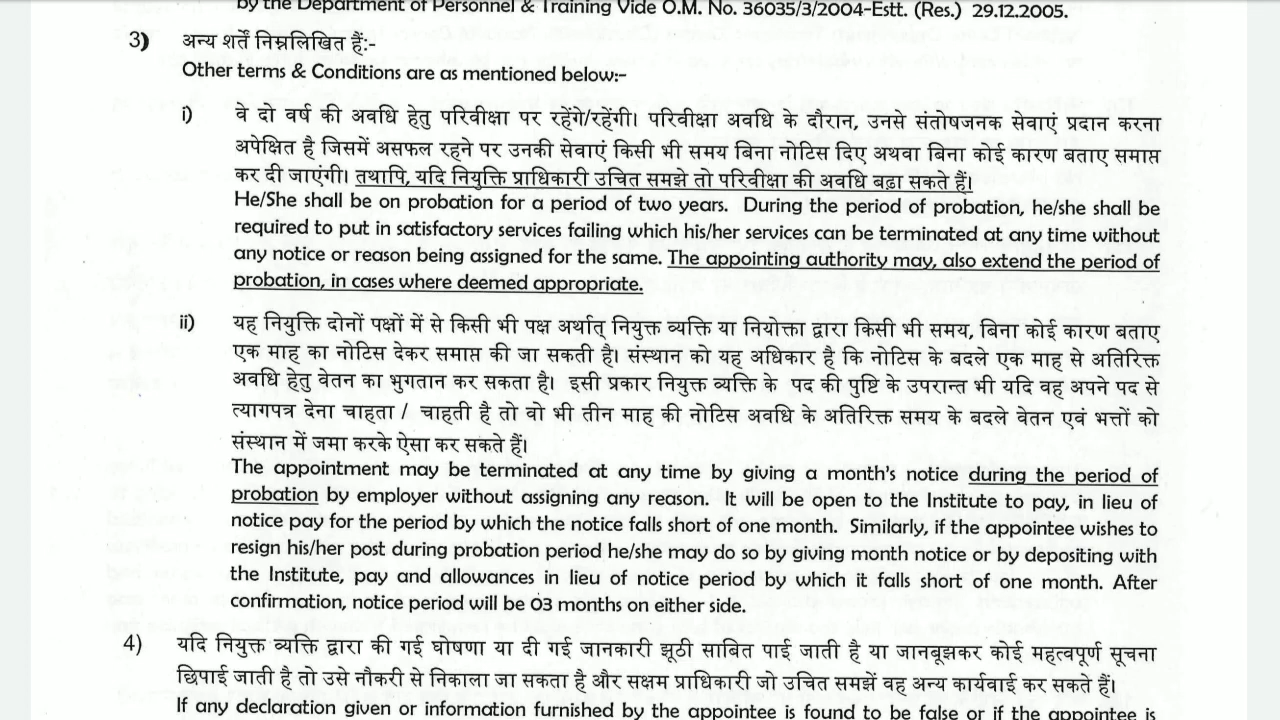 by the Department of Personnel & Training Vide O.M. No. 36035/3/2004-Estt. (Res.) 29.12.2005.
3) अन्य शर्तें निम्नलिखित हैं:-
Other terms & Conditions are as mentioned below:-
i) वे दो वर्ष की अवधि हेतु परिवीक्षा पर रहेंगे/रहेंगी। परिवीक्षा अवधि के दौरान, उनसे संतोषजनक सेवाएं प्रदान करना
अपेक्षित है जिसमें असफल रहने पर उनकी सेवाएं किसी भी समय बिना नोटिस दिए अथवा बिना कोई कारण बताए समाप्त
कर दी जाएंगी। तथापि, यदि नियुक्ति प्राधिकारी उचित समझे तो परिवीक्षा की अवधि बढ़ा सकते हैं।
He/She shall be on probation for a period of two years. During the period of probation, he/she shall be
required to put in satisfactory services failing which his/her services can be terminated at any time without
any notice or reason being assigned for the same. The appointing authority may, also extend the period of
probation, in cases where deemed appropriate.
ii) यह नियुक्ति दोनों पक्षों में से किसी भी पक्ष अर्थात् नियुक्त व्यक्ति या नियोक्ता द्वारा किसी भी समय, बिना कोई कारण बताए
एक माह का नोटिस देकर समाप्त की जा सकती है। संस्थान को यह अधिकार है कि नोटिस के बदले एक माह से अतिरिक्त
अवधि हेतु वेतन का भुगतान कर सकता है। इसी प्रकार नियुक्त व्यक्ति के पद की पुष्टि के उपरान्त भी यदि वह अपने पद से
त्यागपत्र देना चाहता / चाहती है तो वो भी तीन माह की नोटिस अवधि के अतिरिक्त समय के बदले वेतन एवं भत्तों को
संस्थान में जमा करके ऐसा कर सकते हैं।
The appointment may be terminated at any time by giving a month's notice during the period of
probation by employer without assigning any reason. It will be open to the Institute to pay, in lieu of
notice pay for the period by which the notice falls short of one month. Similarly, if the appointee wishes to
resign his/her post during probation period he/she may do so by giving month notice or by depositing with
the Institute, pay and allowances in lieu of notice period by which it falls short of one month. After
confirmation, notice period will be 03 months on either side.
4) यदि नियुक्त व्यक्ति द्वारा की गई घोषणा या दी गई जानकारी झूठी साबित पाई जाती है या जानबूझकर कोई महत्वपूर्ण सूचना
छिपाई जाती है तो उसे नौकरी से निकाला जा सकता है और सक्षम प्राधिकारी जो उचित समझें वह अन्य कार्यवाई कर सकते हैं।
If any declaration given or information furnished by the appointee is found to be false or if the appointee is